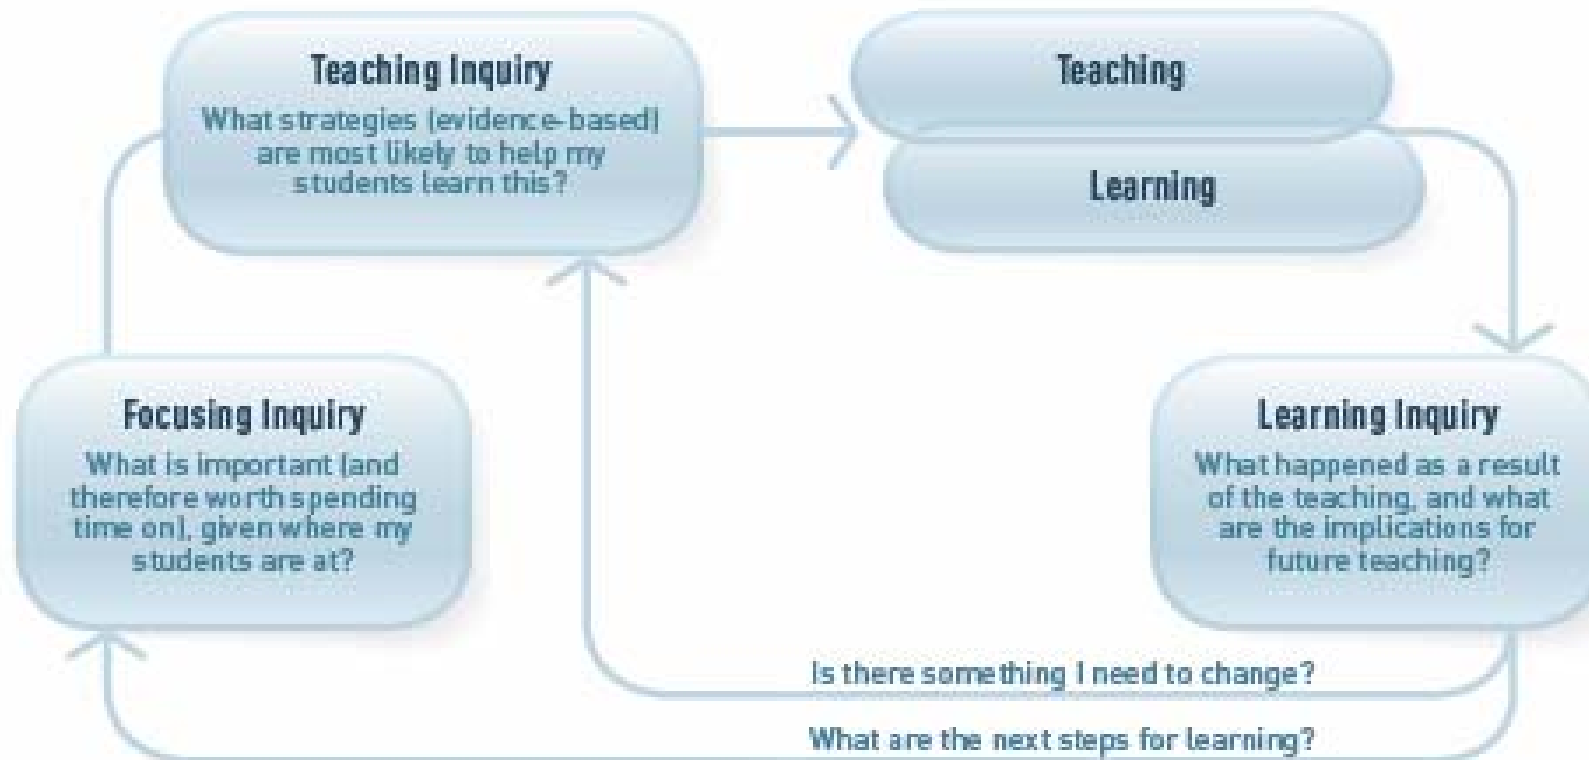 Teaching Inquiry
What strategies (evidence-based)
are most likely to help my
students learn this?
Teaching
Learning
Focusing Inquiry
What is important (and
therefore worth spending
time on), given where my
students are at?
Learning Inquiry
What happened as a result
of the teaching, and what
are the implications for
future teaching?
Is there something I need to change?
What are the next steps for learning?